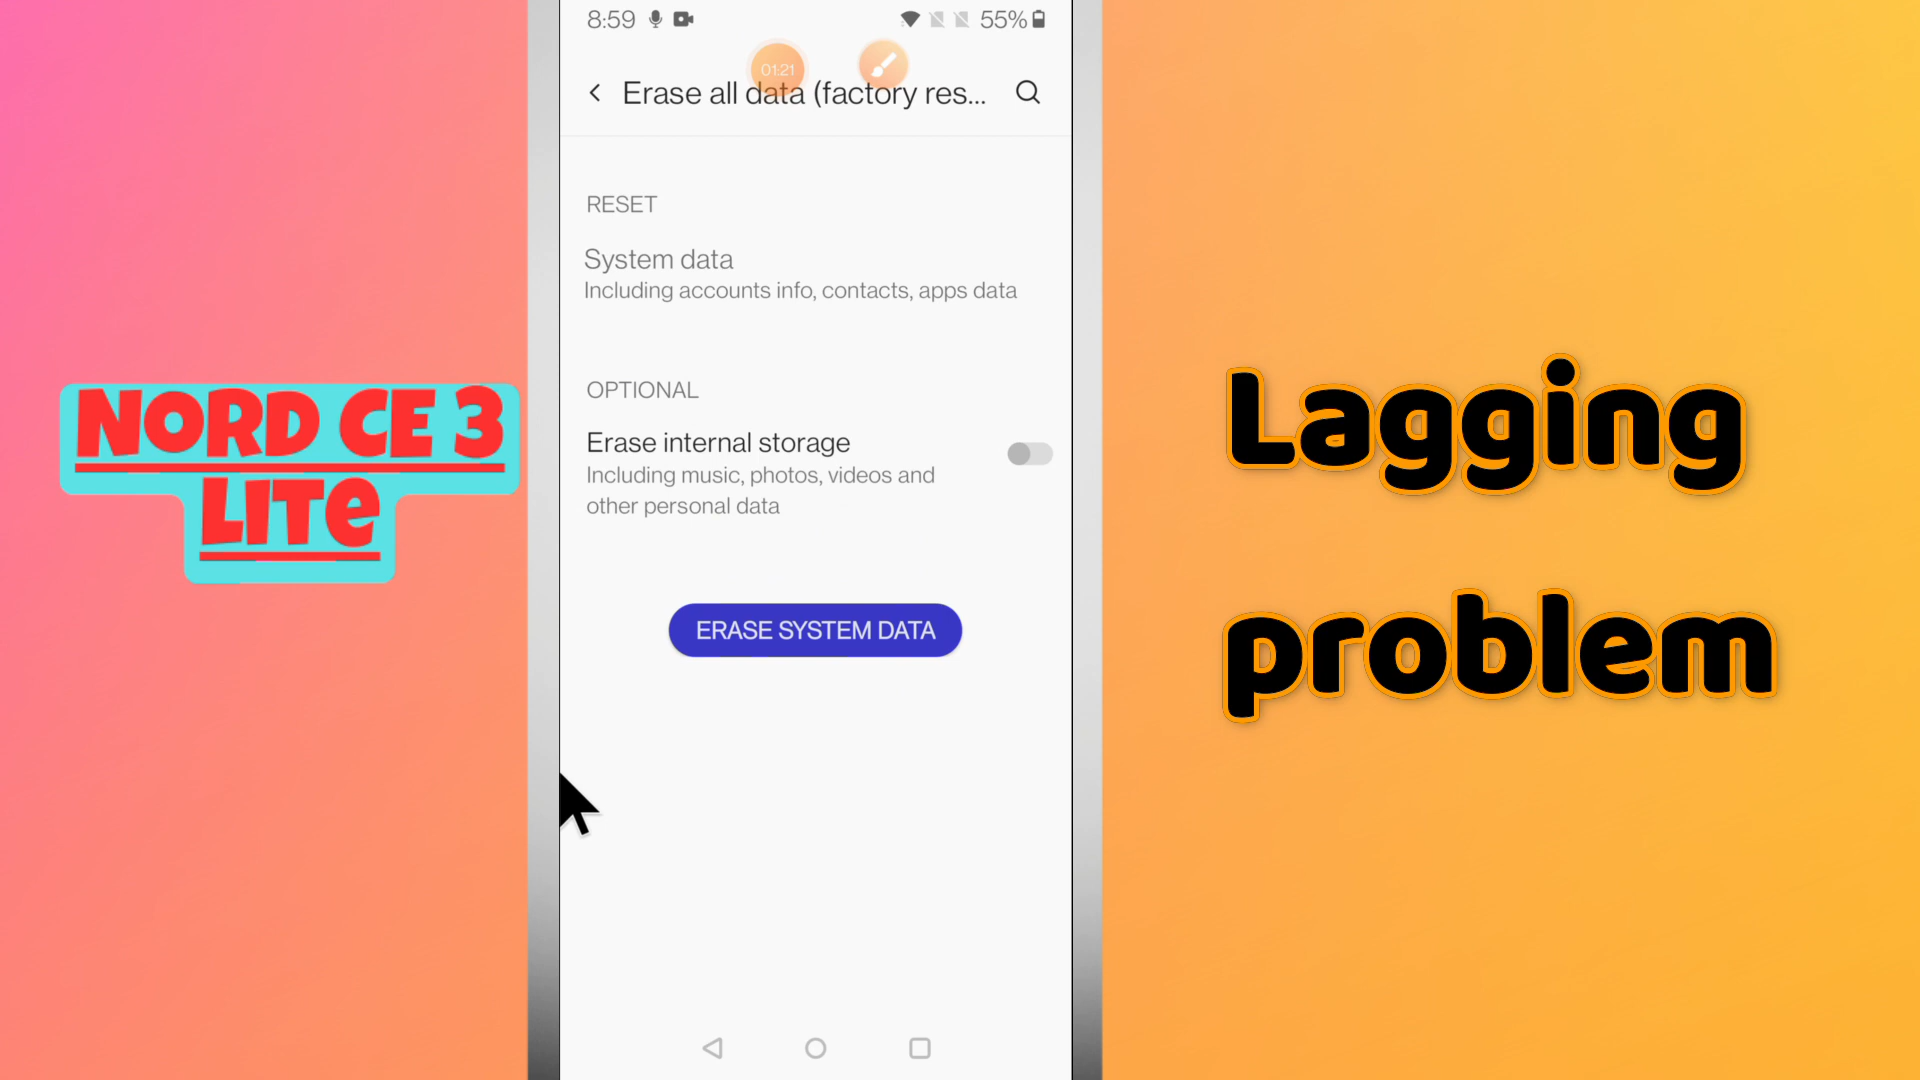 8:59 55%
01:21
Erase all data (factory res...
RESET
System data
Including accounts info, contacts, apps data
OPTIONAL
Erase internal storage
Including music, photos, videos and
other personal data
ERASE SYSTEM DATA
NORD CE 3
LITe
Lagging
problem